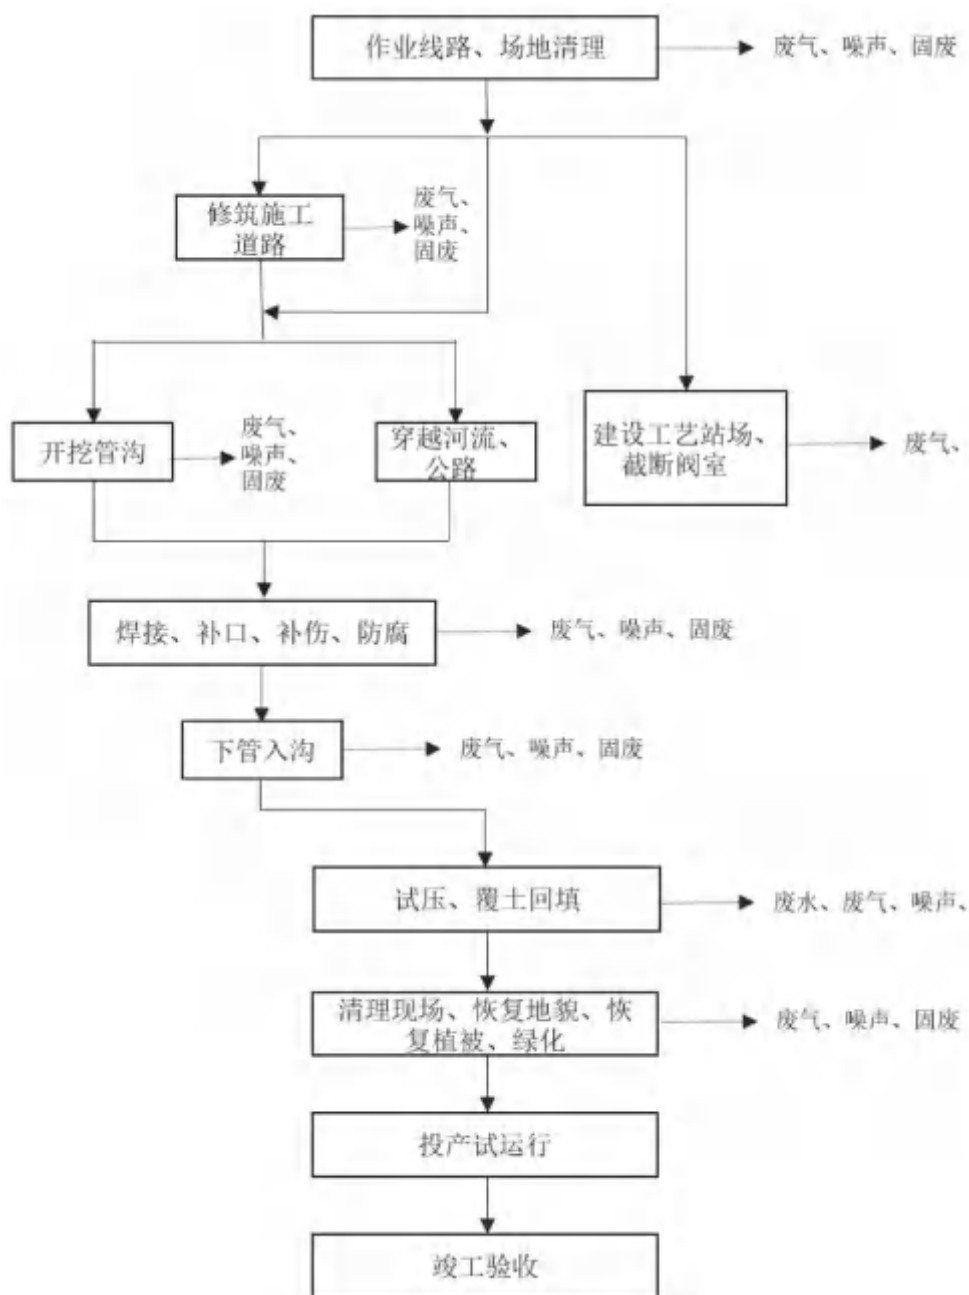 作业线路、场地清理
废气、噪声、固废
修筑施工
道路
废气、
噪声、
固废
开挖管沟
废气、
噪声、
固废
穿越河流、
公路
建设工艺站场、
截断阀室
废气、
焊接、补口、补伤、防腐
废气、噪声、固废
下管入沟
废气、噪声、固废
试压、覆土回填
废水、废气、噪声、
清理现场、恢复地貌、恢
复植被、绿化
废气、噪声、固废
投产试运行
竣工验收